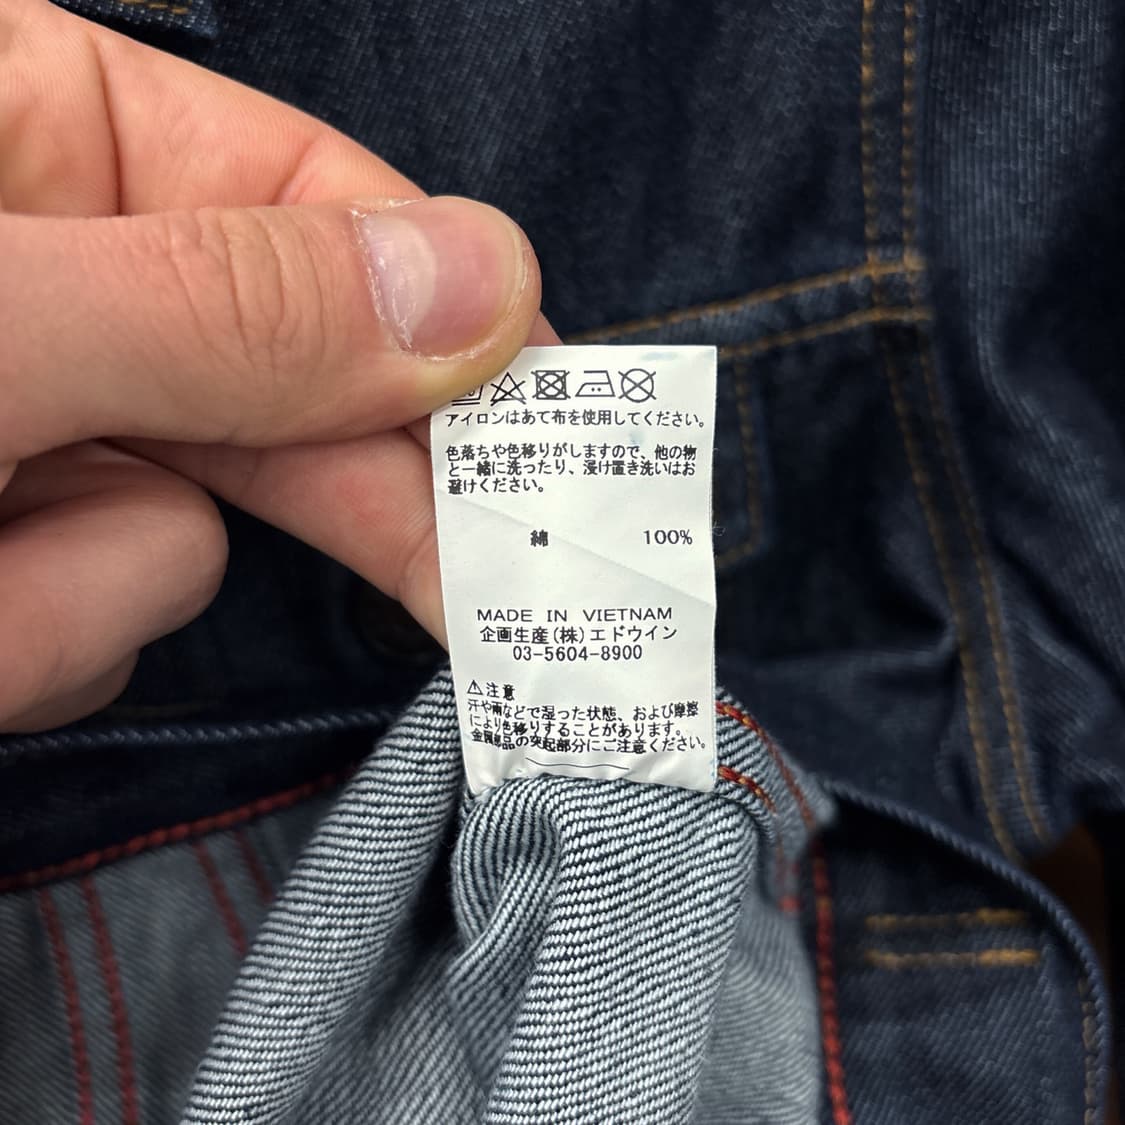 アイロンはあて布を使用してください。
色落ちや色移りがしますので、他の物
と一緒に洗ったり、浸け置き洗いはお
避けください。
綿 100%
MADE IN VIETNAM
企画生産(株)エドウイン
03-5604-8900
⚠注意
汗や雨などで湿った状態、および摩擦
により色移りすることがあります。
金属部品の突起部分にご注意ください。